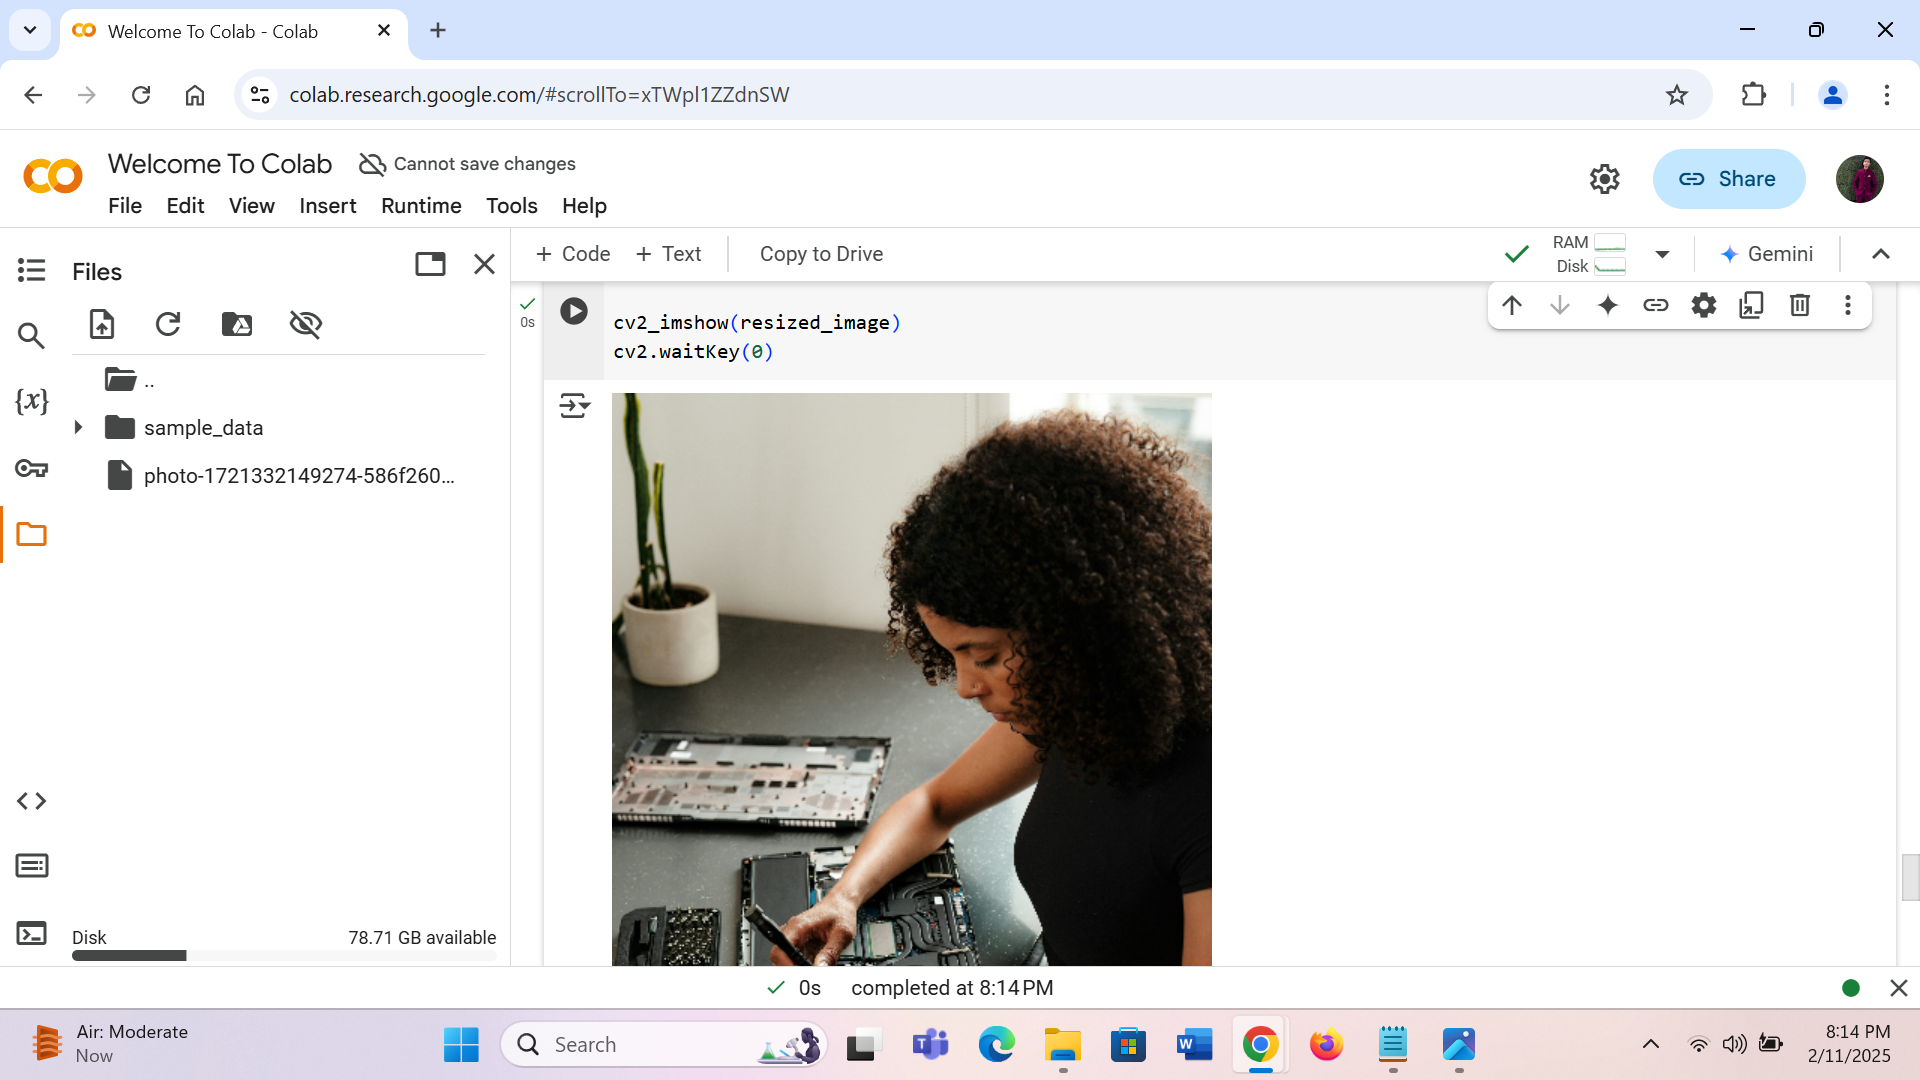 Welcome To Colab - Colab
colab.research.google.com/#scrollTo=xTWpl1ZZdnSW
Welcome To Colab
Cannot save changes
File Edit View Insert Runtime Tools Help
Share
Files
+ Code + Text Copy to Drive
RAM
Disk
Gemini
0s
cv2_imshow(resized_image)
cv2.waitKey(0)
{x}
..
sample_data
photo-1721332149274-586f260...
Disk 78.71 GB available
0s completed at 8:14 PM
Air: Moderate
Now
Search
T
W
8:14 PM
2/11/2025